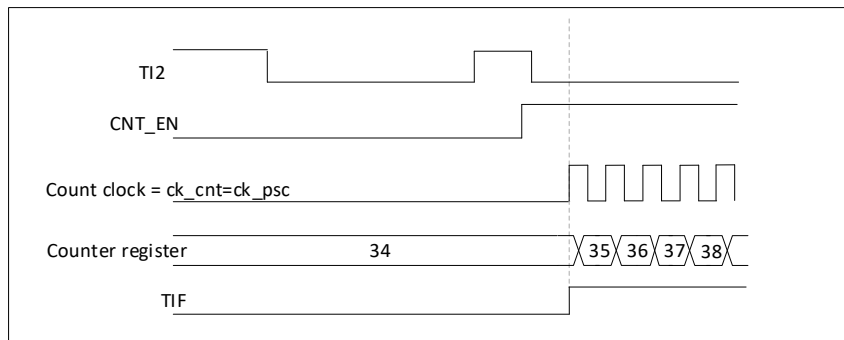 TI2
CNT_EN
Count clock = ck_cnt=ck_psc
Counter register 34 35 36 37 38
TIF